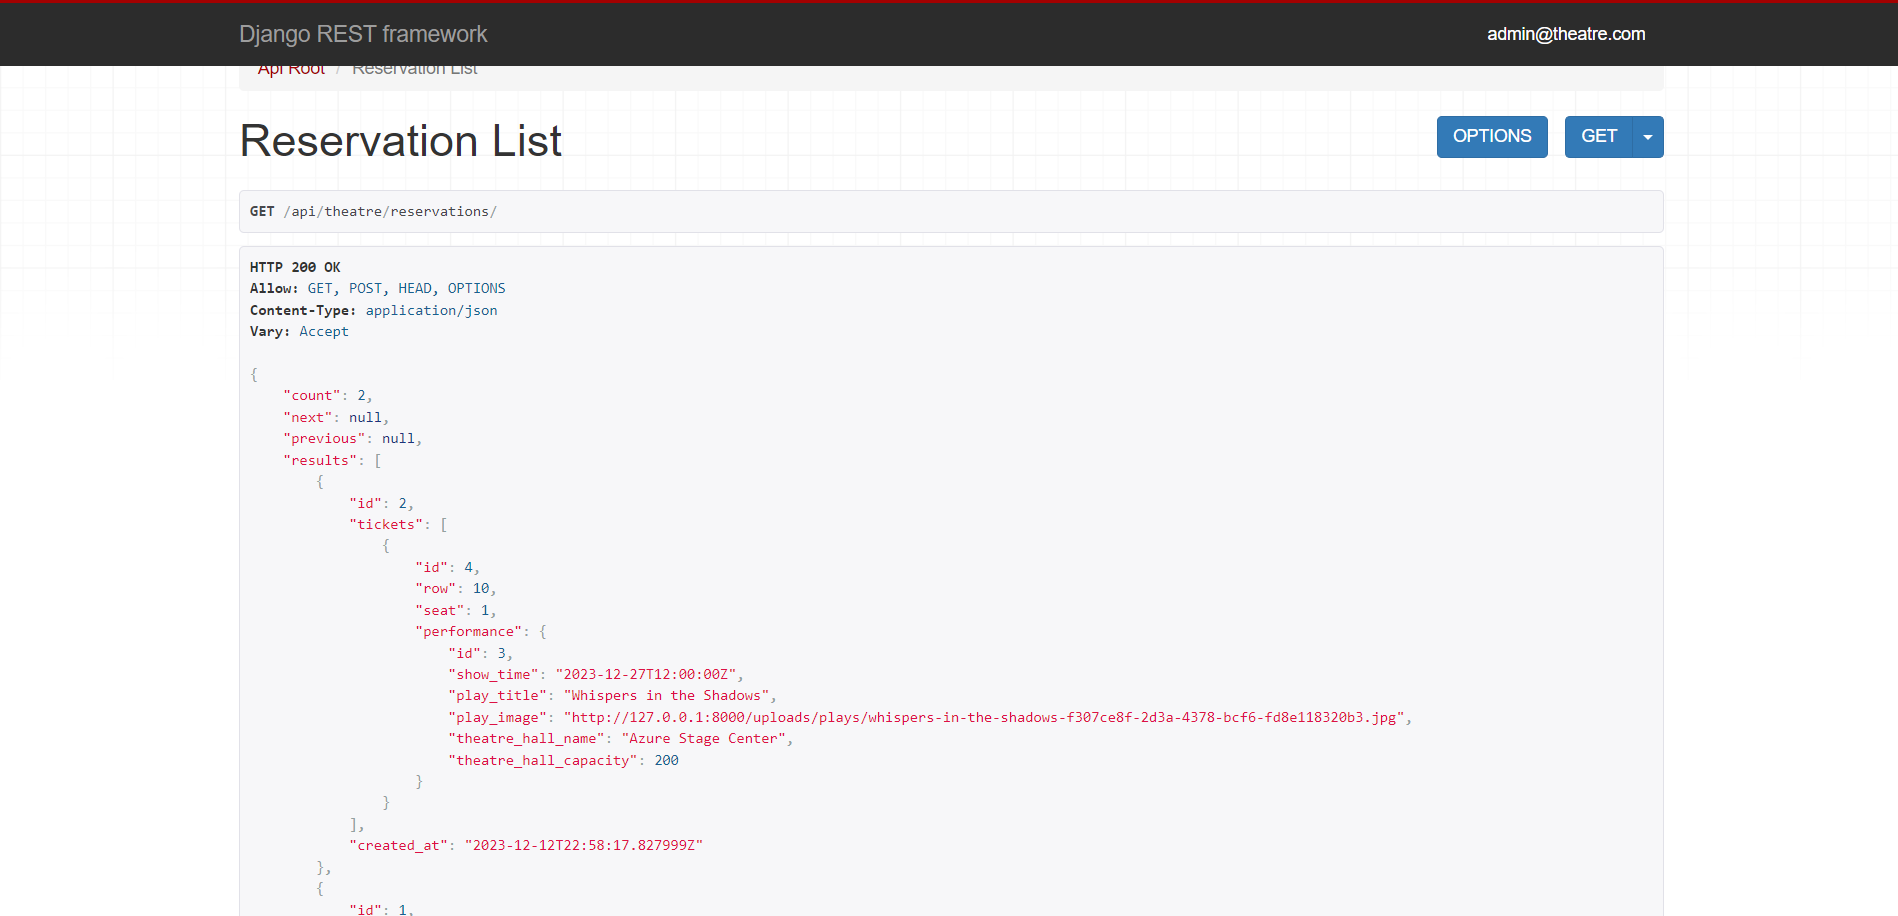 Django REST framework
admin@theatre.com
Api Root / Reservation List
Reservation List
OPTIONS
GET
GET /api/theatre/reservations/
HTTP 200 OK
Allow: GET, POST, HEAD, OPTIONS
Content-Type: application/json
Vary: Accept
{
    "count": 2,
    "next": null,
    "previous": null,
    "results": [
        {
            "id": 2,
            "tickets": [
                {
                    "id": 4,
                    "row": 10,
                    "seat": 1,
                    "performance": {
                        "id": 3,
                        "show_time": "2023-12-27T12:00:00Z",
                        "play_title": "Whispers in the Shadows",
                        "play_image": "http://127.0.0.1:8000/uploads/plays/whispers-in-the-shadows-f307ce8f-2d3a-4378-bcf6-fd8e118320b3.jpg",
                        "theatre_hall_name": "Azure Stage Center",
                        "theatre_hall_capacity": 200
                    }
                }
            ],
            "created_at": "2023-12-12T22:58:17.827999Z"
        },
        {
            "id": 1,